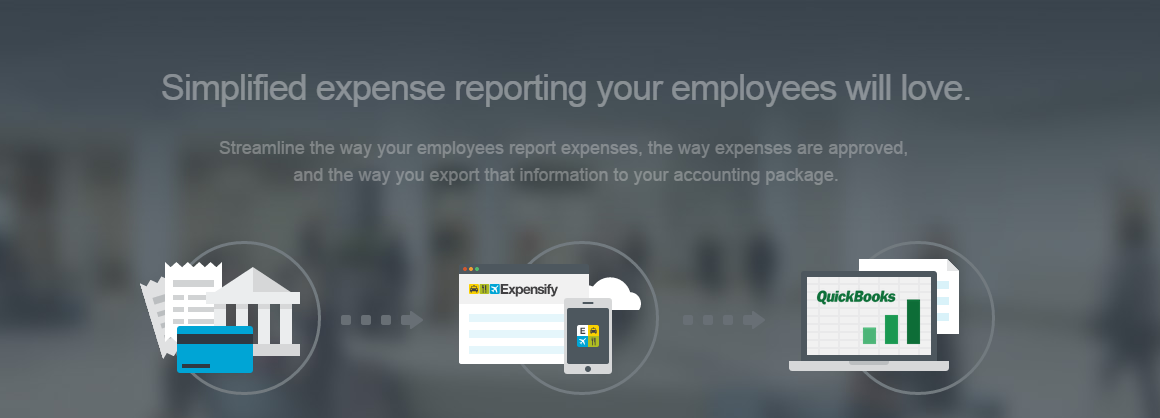 Simplified expense reporting your employees will love.
Streamline the way your employees report expenses, the way expenses are approved,
and the way you export that information to your accounting package.
Expensify
E
QuickBooks